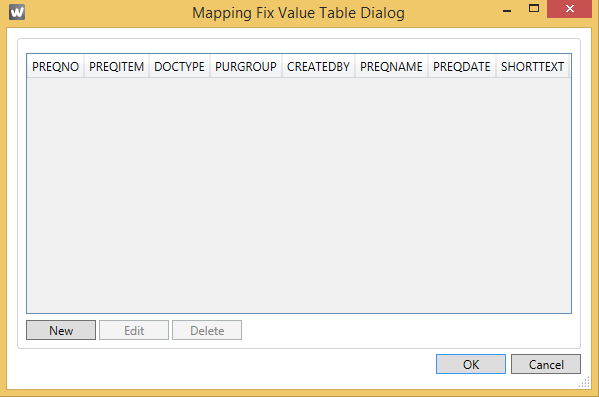 Mapping Fix Value Table Dialog
PREQNO PREQITEM DOCTYPE PURGROUP CREATEDBY PREQNAME PREQDATE SHORTTEXT
New Edit Delete
OK Cancel